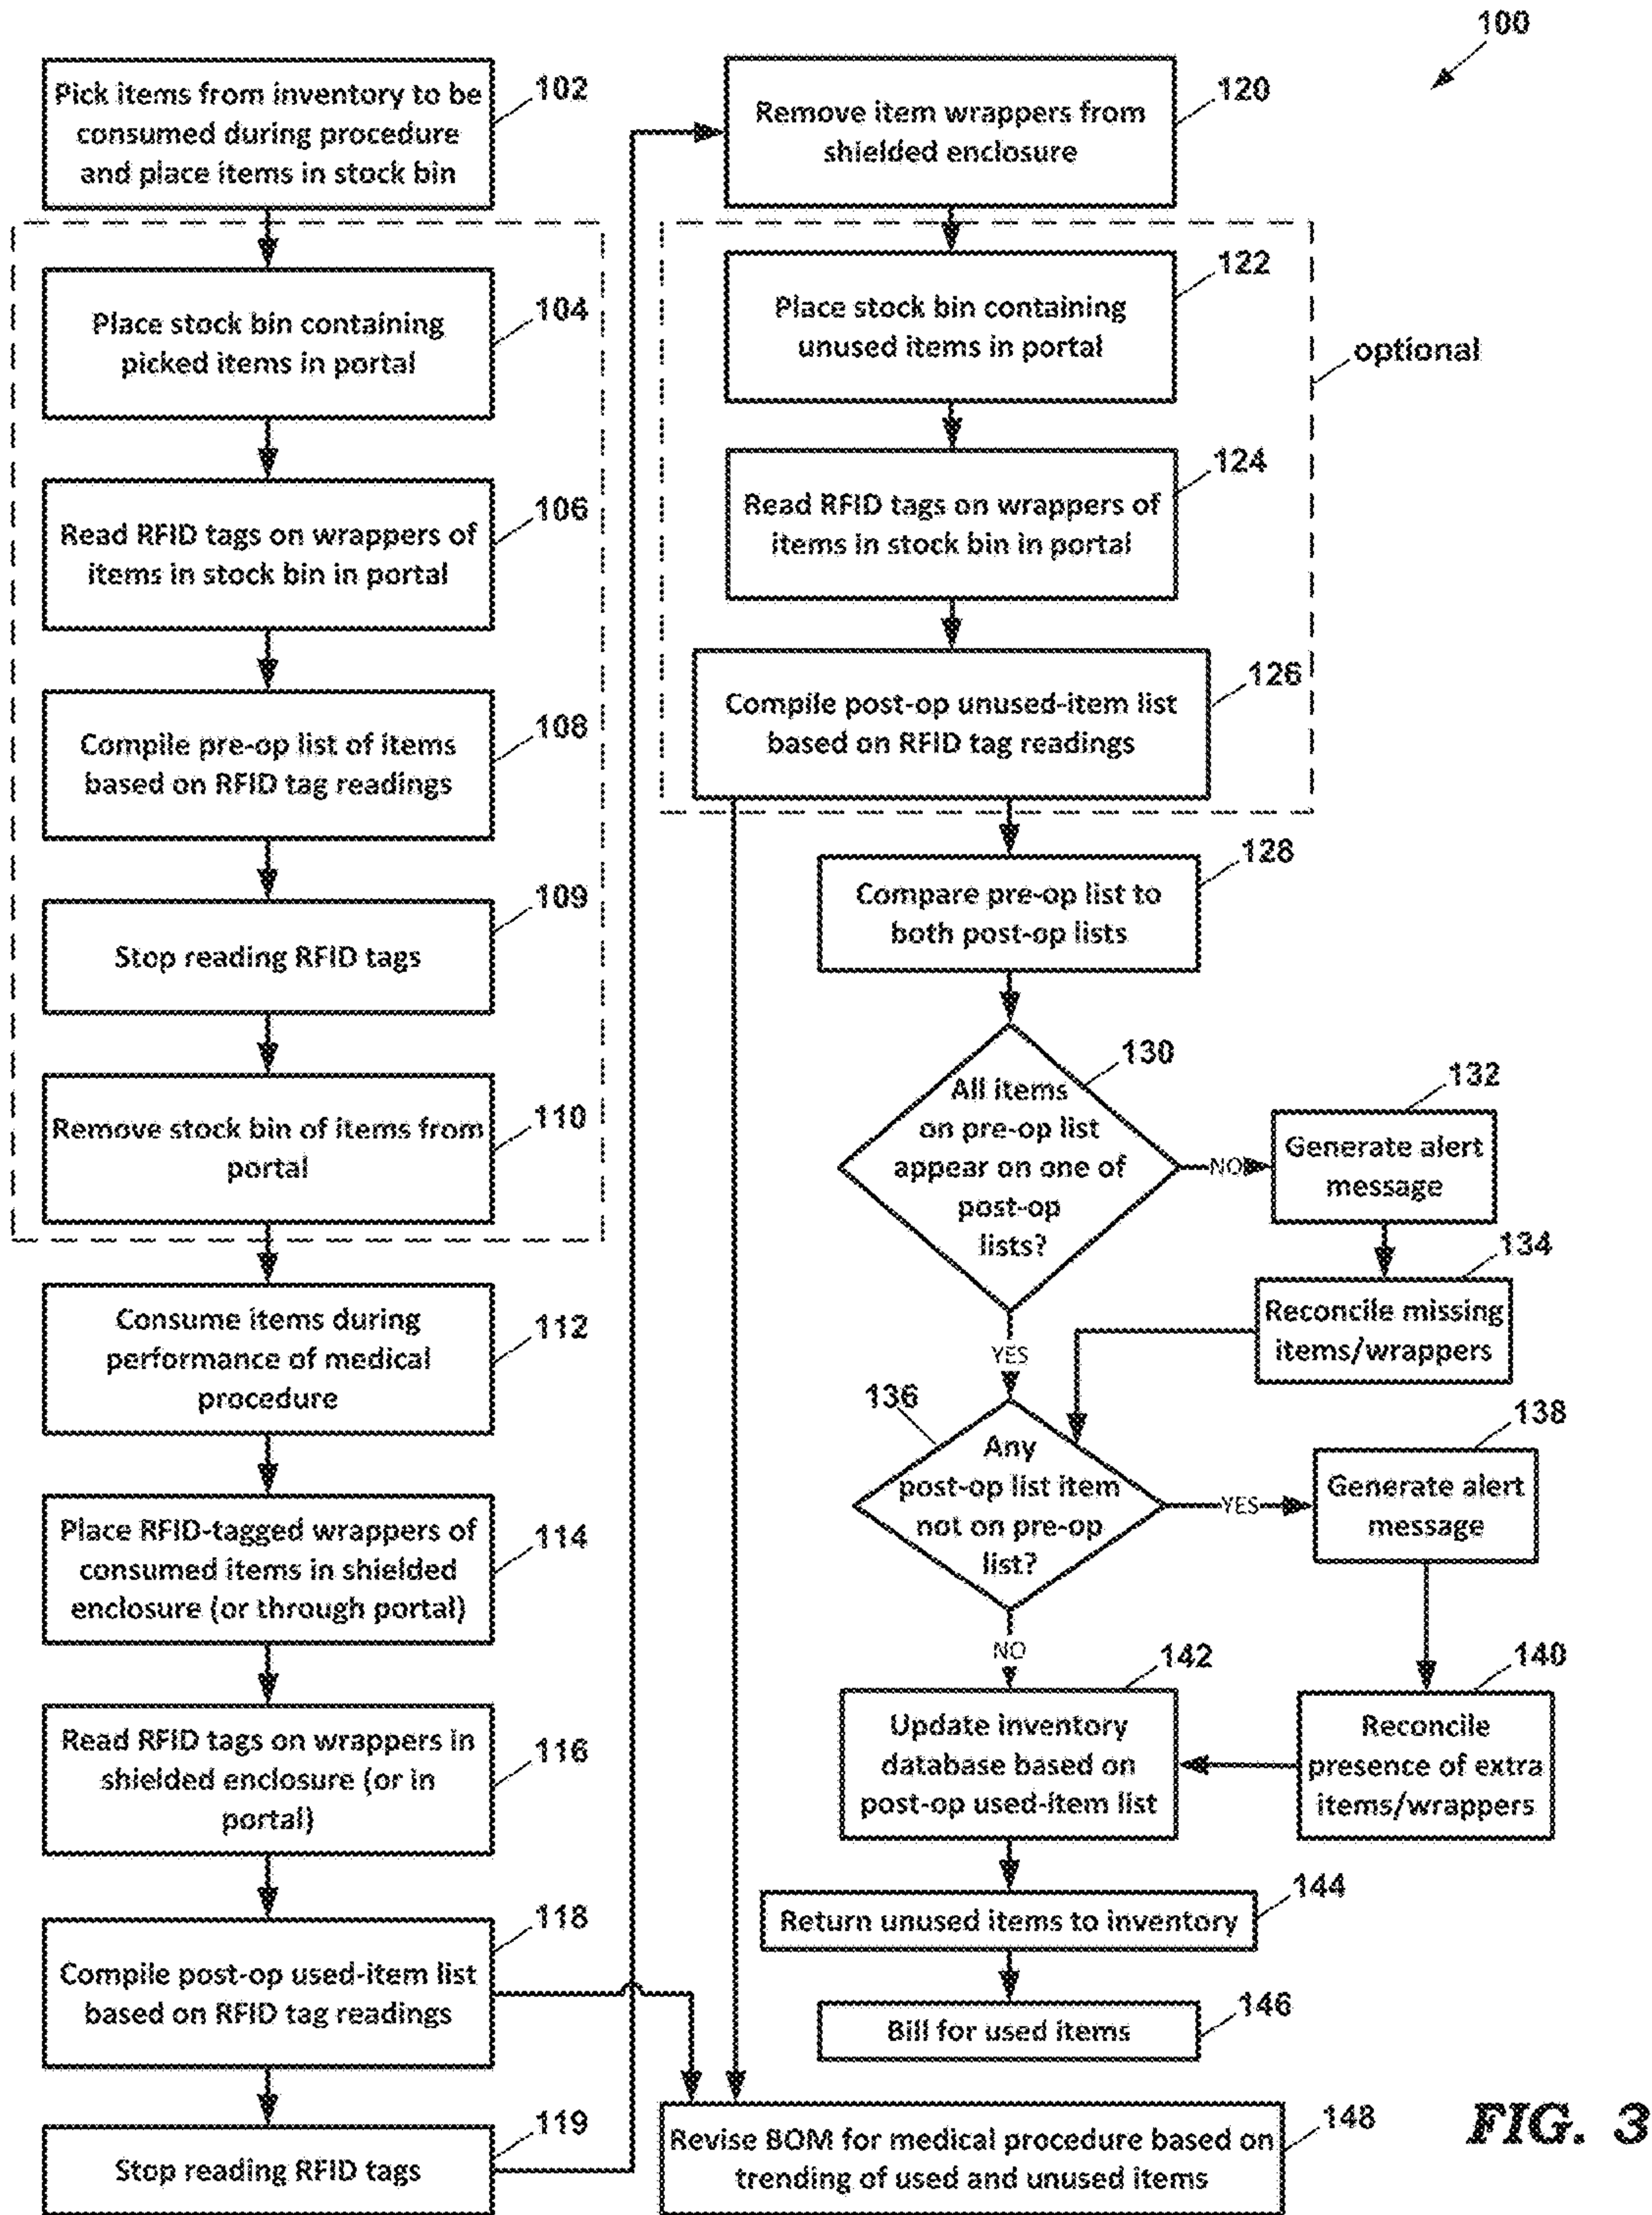 100
Pick items from inventory to be
consumed during procedure
and place items in stock bin
102
Place stock bin containing
picked items in portal
104
Read RFID tags on wrappers of
items in stock bin in portal
106
Compile pre-op list of items
based on RFID tag readings
108
Stop reading RFID tags
109
Remove stock bin of items from
portal
110
Consume items during
performance of medical
procedure
112
Place RFID-tagged wrappers of
consumed items in shielded
enclosure (or through portal)
114
Read RFID tags on wrappers in
shielded enclosure (or in
portal)
116
Compile post-op used-item list
based on RFID tag readings
118
Stop reading RFID tags
119
Remove item wrappers from
shielded enclosure
120
Place stock bin containing
unused items in portal
122
optional
Read RFID tags on wrappers of
items in stock bin in portal
124
Compile post-op unused-item list
based on RFID tag readings
126
Compare pre-op list to
both post-op lists
128
All items
on pre-op list
appear on one of
post-op
lists?
130
NO
Generate alert
message
132
Reconcile missing
items/wrappers
134
YES
Any
post-op list item
not on pre-op
list?
136
YES
Generate alert
message
138
Reconcile
presence of extra
items/wrappers
140
NO
Update inventory
database based on
post-op used-item list
142
Return unused items to inventory
144
Bill for used items
146
Revise BOM for medical procedure based on
trending of used and unused items
148
FIG. 3